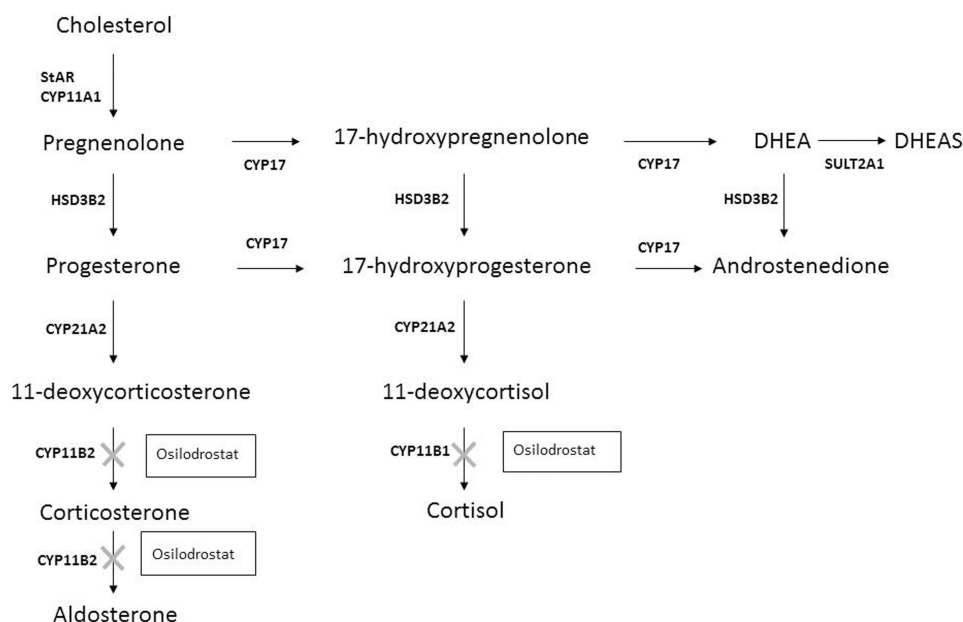 Cholesterol
StAR
CYP11A1
Pregnenolone
CYP17
17-hydroxypregnenolone
CYP17
DHEA
SULT2A1
DHEAS
HSD3B2
HSD3B2
HSD3B2
Progesterone
CYP17
17-hydroxyprogesterone
CYP17
Androstenedione
CYP21A2
CYP21A2
11-deoxycorticosterone
11-deoxycortisol
CYP11B2
Osilodrostat
CYP11B1
Osilodrostat
Corticosterone
Cortisol
CYP11B2
Osilodrostat
Aldosterone